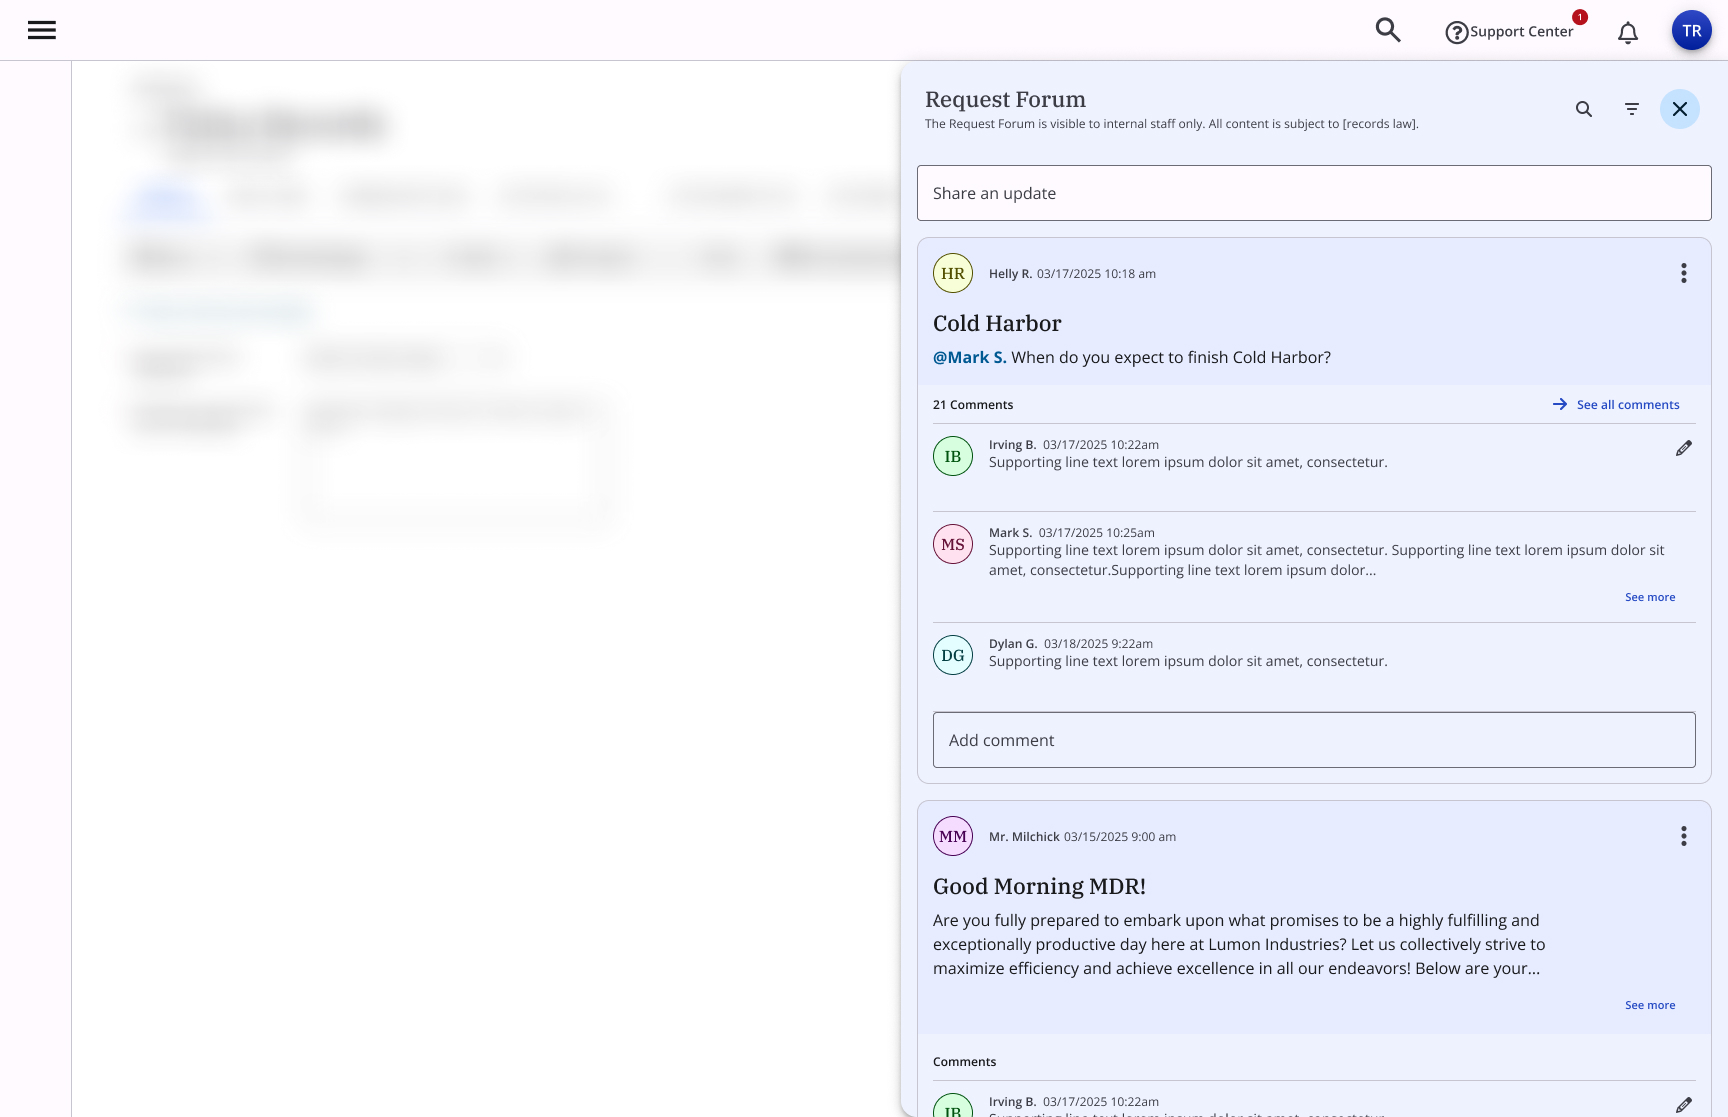 Support Center
1
TR
Request Forum
The Request Forum is visible to internal staff only. All content is subject to [records law].
Share an update
HR
Helly R. 03/17/2025 10:18 am
Cold Harbor
@Mark S. When do you expect to finish Cold Harbor?
21 Comments
See all comments
IB
Irving B. 03/17/2025 10:22am
Supporting line text lorem ipsum dolor sit amet, consectetur.
MS
Mark S. 03/17/2025 10:25am
Supporting line text lorem ipsum dolor sit amet, consectetur. Supporting line text lorem ipsum dolor sit
amet, consectetur.Supporting line text lorem ipsum dolor...
See more
DG
Dylan G. 03/18/2025 9:22am
Supporting line text lorem ipsum dolor sit amet, consectetur.
Add comment
MM
Mr. Milchick 03/15/2025 9:00 am
Good Morning MDR!
Are you fully prepared to embark upon what promises to be a highly fulfilling and
exceptionally productive day here at Lumon Industries? Let us collectively strive to
maximize efficiency and achieve excellence in all our endeavors! Below are your...
See more
Comments
IB
Irving B. 03/17/2025 10:22am